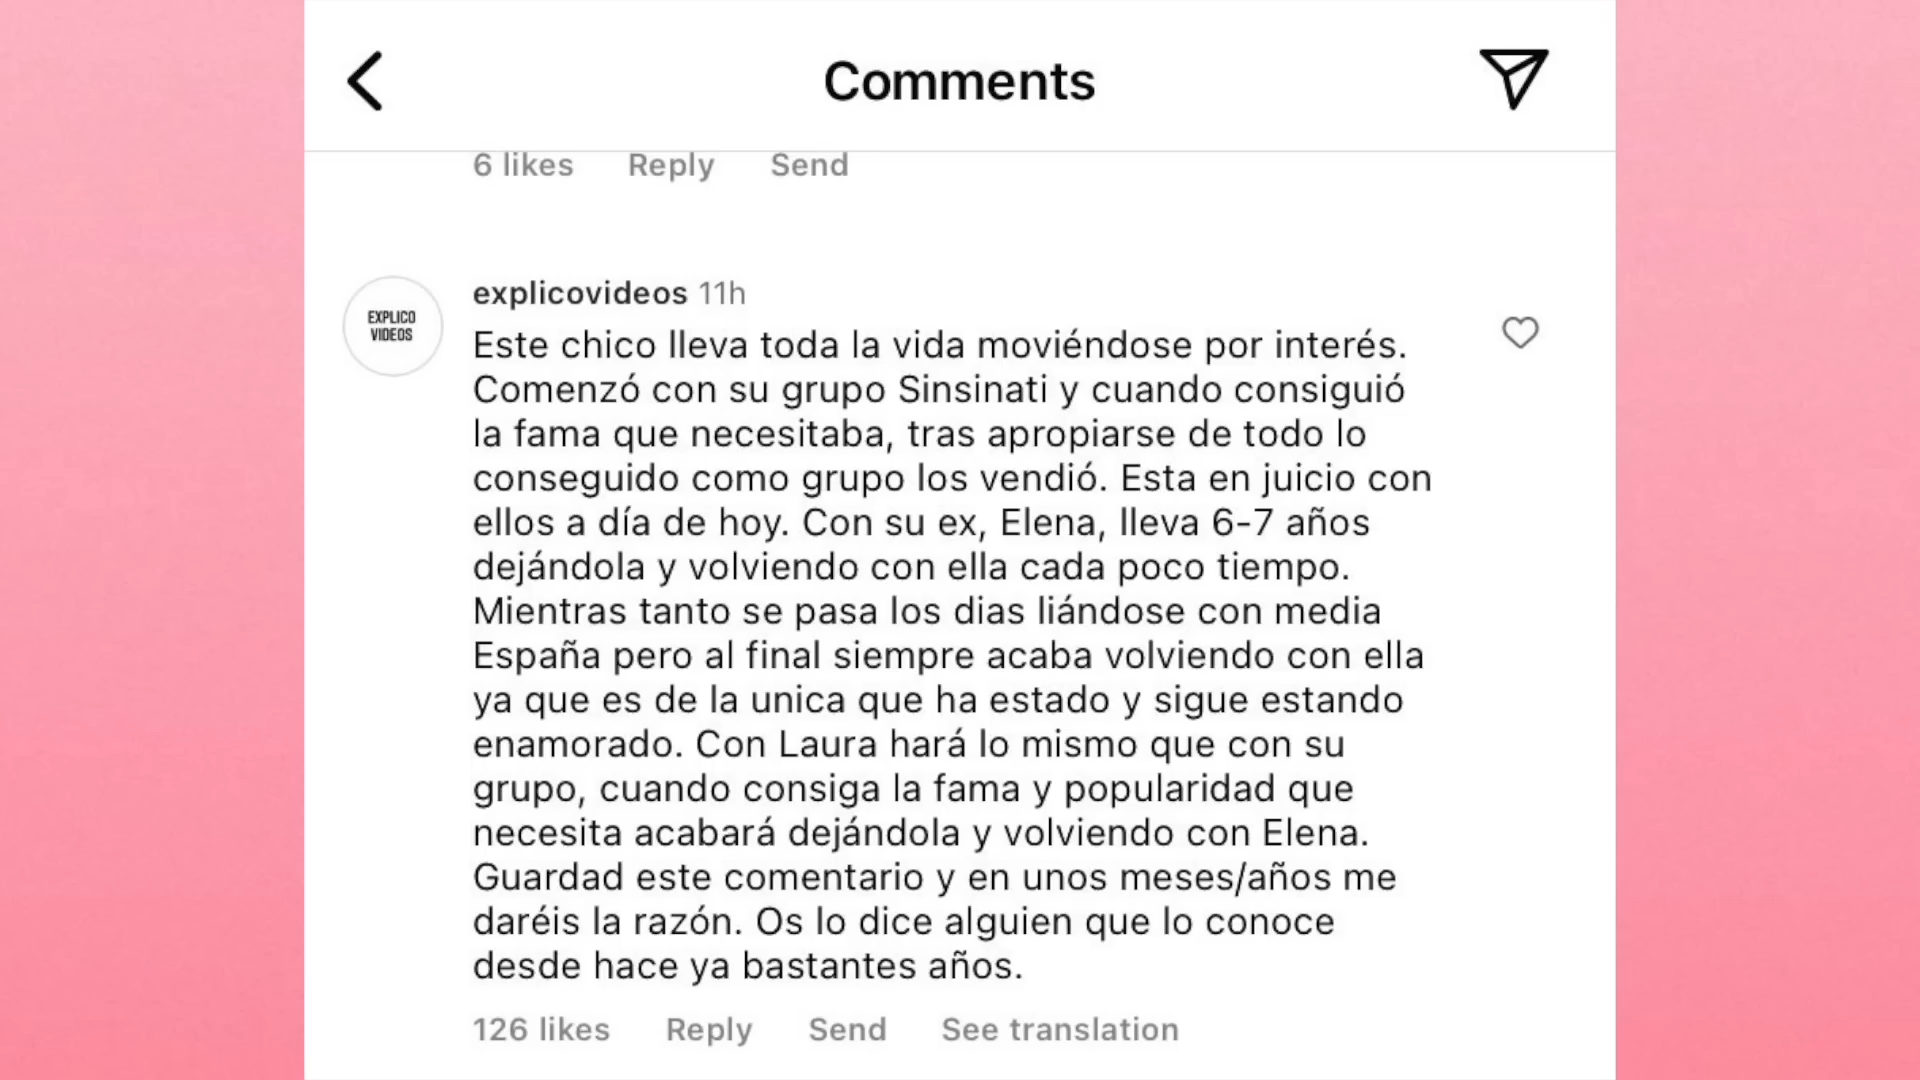 Comments
6 likes Reply Send
EXPLICO
VIDEOS
explicovideos 11h
Este chico lleva toda la vida moviéndose por interés.
Comenzó con su grupo Sinsinati y cuando consiguió
la fama que necesitaba, tras apropiarse de todo lo
conseguido como grupo los vendió. Esta en juicio con
ellos a día de hoy. Con su ex, Elena, lleva 6-7 años
dejándola y volviendo con ella cada poco tiempo.
Mientras tanto se pasa los dias liándose con media
España pero al final siempre acaba volviendo con ella
ya que es de la unica que ha estado y sigue estando
enamorado. Con Laura hará lo mismo que con su
grupo, cuando consiga la fama y popularidad que
necesita acabará dejándola y volviendo con Elena.
Guardad este comentario y en unos meses/años me
daréis la razón. Os lo dice alguien que lo conoce
desde hace ya bastantes años.
126 likes Reply Send See translation